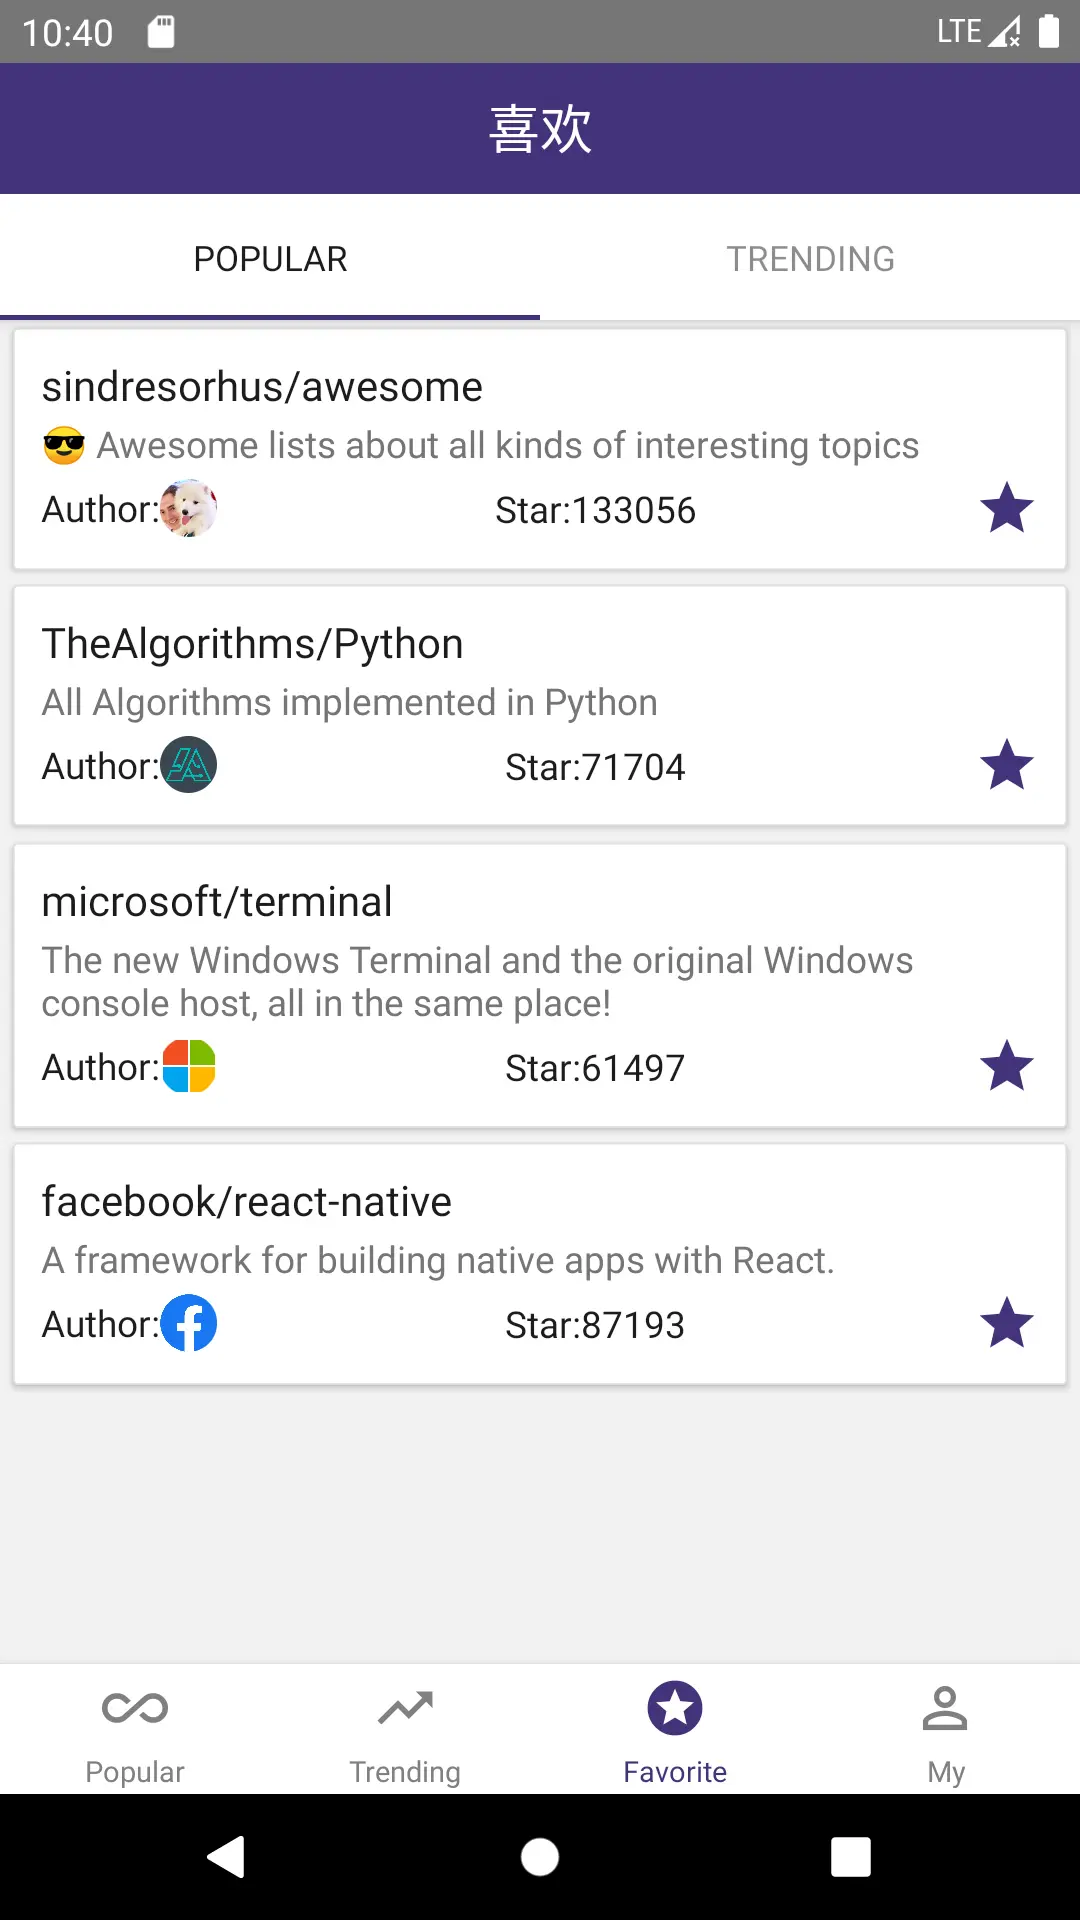 10:40
LTE
喜欢
POPULAR
TRENDING
sindresorhus/awesome
😎 Awesome lists about all kinds of interesting topics
Author:
Star:133056
TheAlgorithms/Python
All Algorithms implemented in Python
Author:
Star:71704
microsoft/terminal
The new Windows Terminal and the original Windows
console host, all in the same place!
Author:
Star:61497
facebook/react-native
A framework for building native apps with React.
Author:
Star:87193
Popular
Trending
Favorite
My